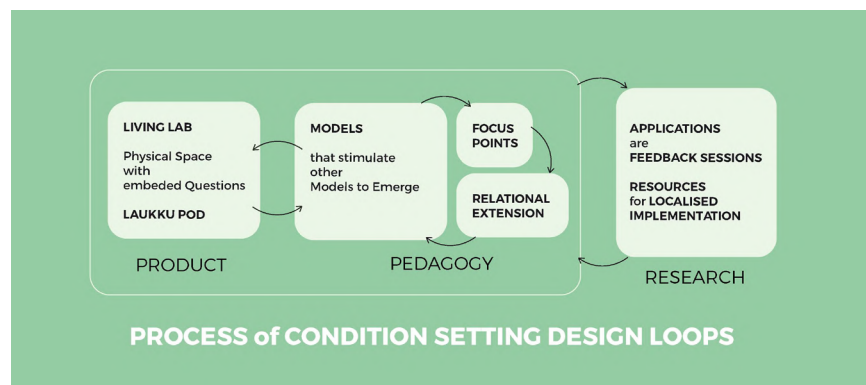 LIVING LAB
Physical Space
with
embeded Questions
LAUKKU POD
PRODUCT
MODELS
that stimulate
other
Models to Emerge
FOCUS
POINTS
RELATIONAL
EXTENSION
PEDAGOGY
APPLICATIONS
are
FEEDBACK SESSIONS
RESOURCES
for LOCALISED
IMPLEMENTATION
RESEARCH
PROCESS of CONDITION SETTING DESIGN LOOPS